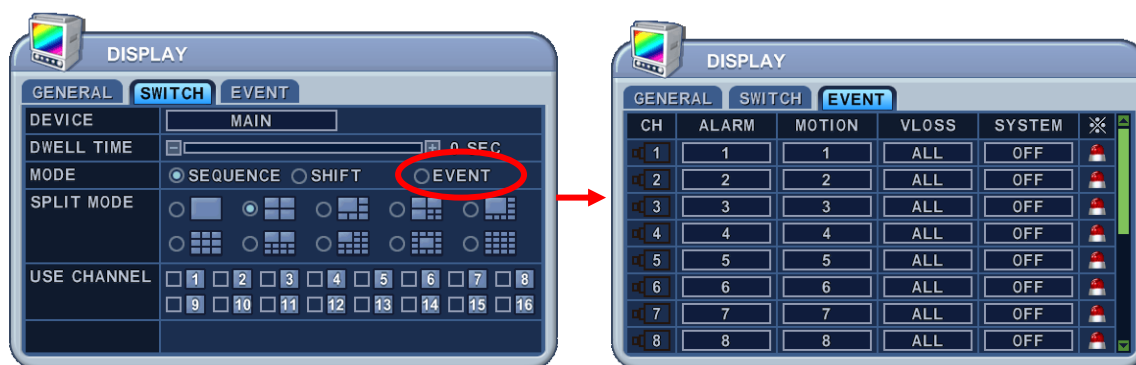 DISPLAY
GENERAL SWITCH EVENT
DEVICE MAIN
DWELL TIME 0 SEC
MODE SEQUENCE SHIFT EVENT
SPLIT MODE
USE CHANNEL 1 2 3 4 5 6 7 8
9 10 11 12 13 14 15 16
DISPLAY
GENERAL SWITCH EVENT
CH ALARM MOTION VLOSS SYSTEM ※
1 1 1 ALL OFF
2 2 2 ALL OFF
3 3 3 ALL OFF
4 4 4 ALL OFF
5 5 5 ALL OFF
6 6 6 ALL OFF
7 7 7 ALL OFF
8 8 8 ALL OFF